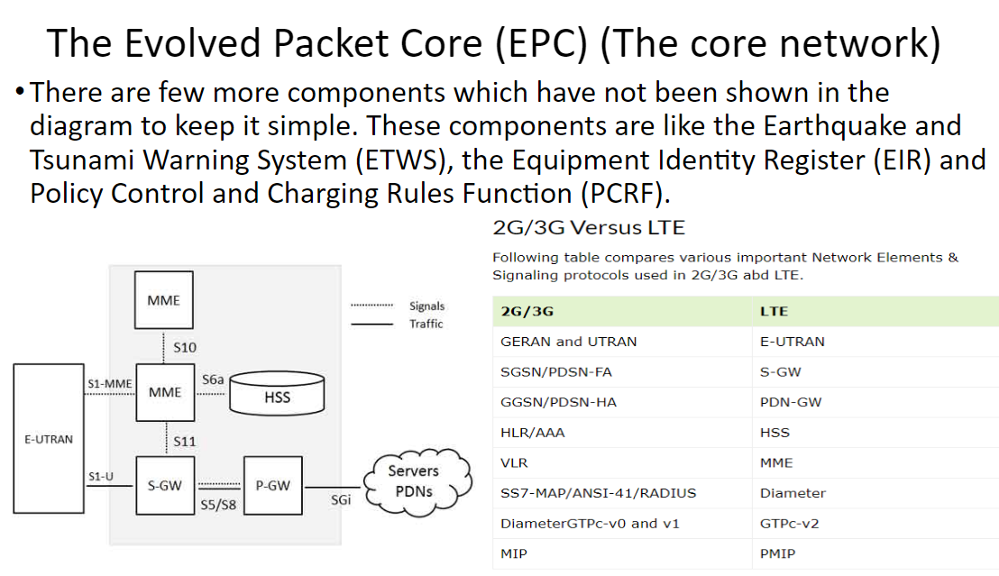 The Evolved Packet Core (EPC) (The core network)
• There are few more components which have not been shown in the
diagram to keep it simple. These components are like the Earthquake and
Tsunami Warning System (ETWS), the Equipment Identity Register (EIR) and
Policy Control and Charging Rules Function (PCRF).
MME
S10
S1-MME
MME
S6a
HSS
E-UTRAN
S11
S1-U
S-GW
S5/S8
P-GW
SGi
Servers
PDNs
Signals
Traffic
2G/3G Versus LTE
Following table compares various important Network Elements &
Signaling protocols used in 2G/3G abd LTE.
2G/3G LTE
GERAN and UTRAN E-UTRAN
SGSN/PDSN-FA S-GW
GGSN/PDSN-HA PDN-GW
HLR/AAA HSS
VLR MME
SS7-MAP/ANSI-41/RADIUS Diameter
DiameterGTPc-v0 and v1 GTPc-v2
MIP PMIP